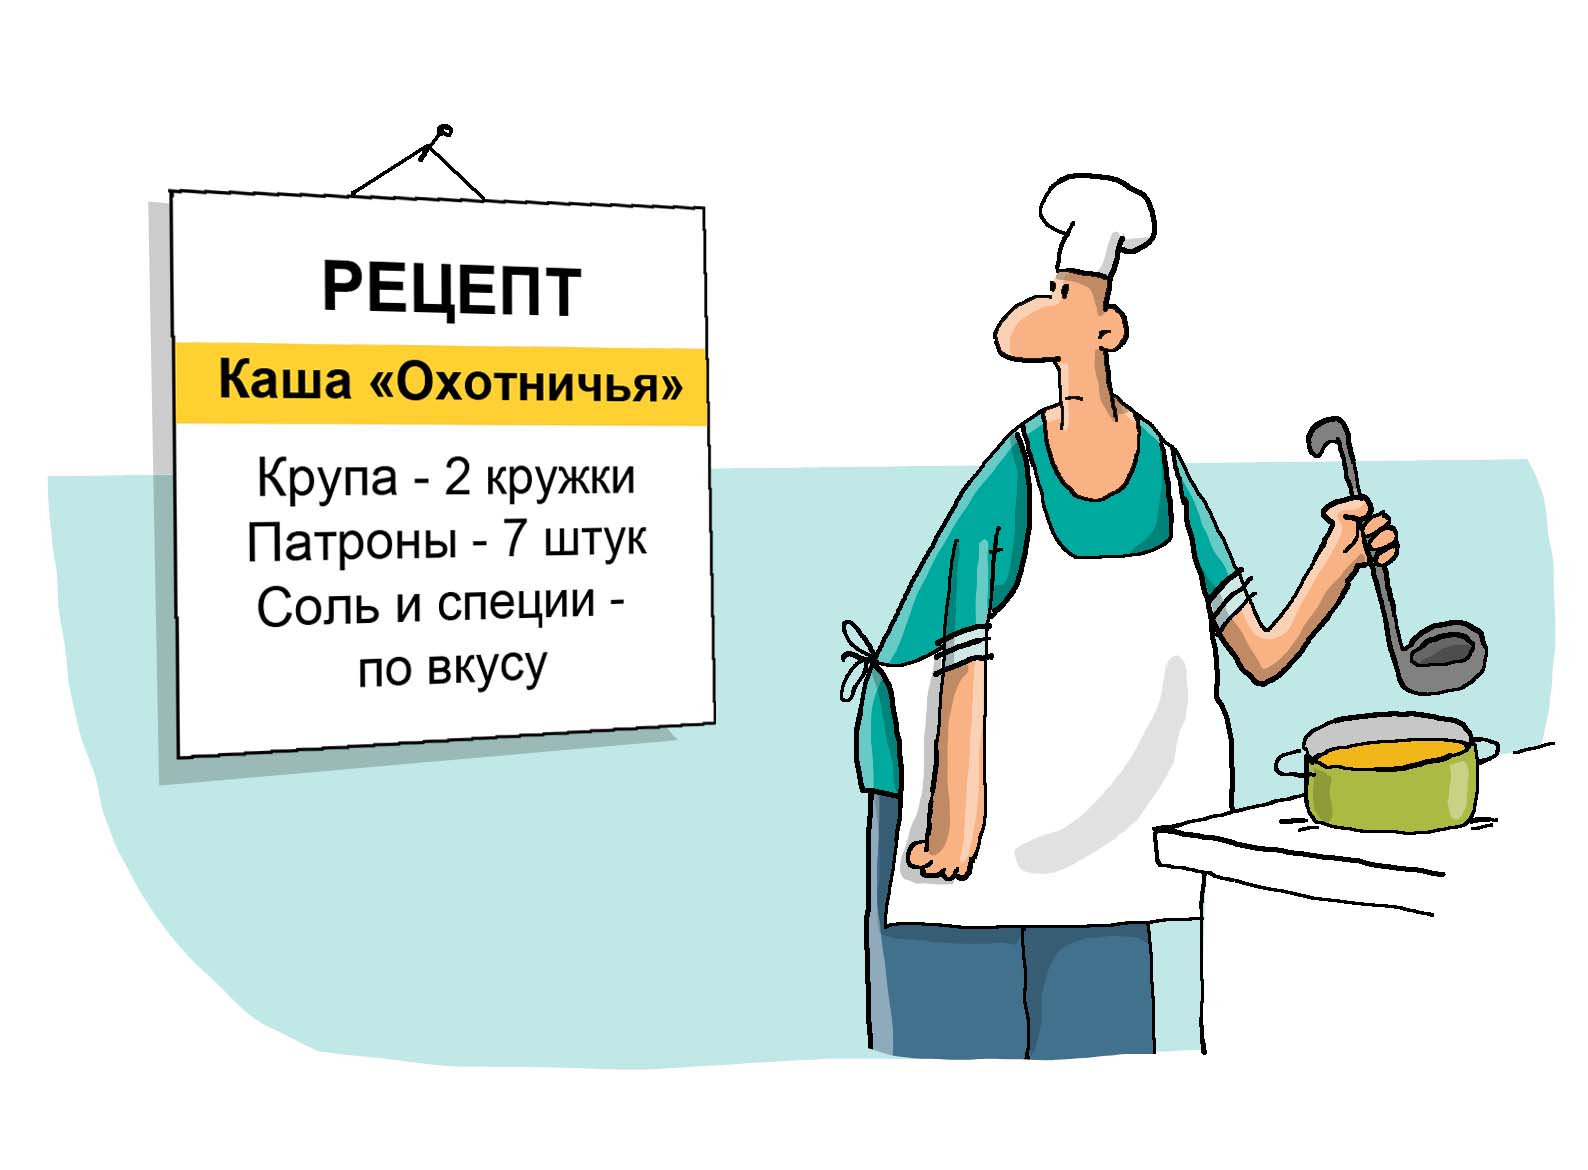 РЕЦЕПТ
Каша «Охотничья»
Крупа - 2 кружки
Патроны - 7 штук
Соль и специи -
по вкусу